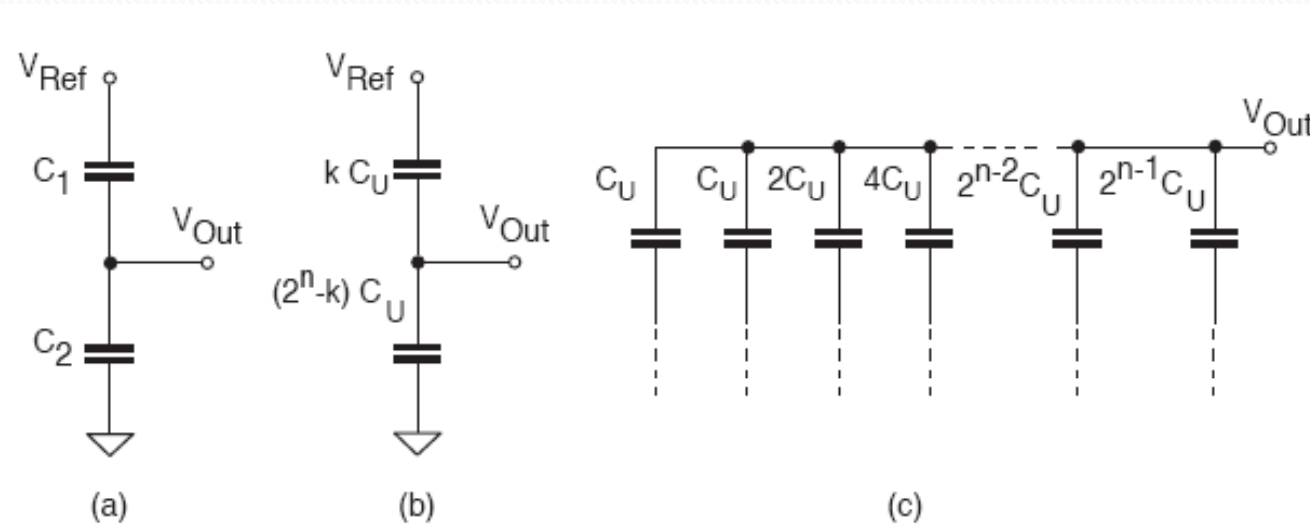 V_Ref
C_1
V_Out
C_2
(a)
V_Ref
k C_U
V_Out
(2^n-k) C_U
(b)
V_Out
C_U C_U 2C_U 4C_U 2^{n-2}C_U 2^{n-1}C_U
(c)